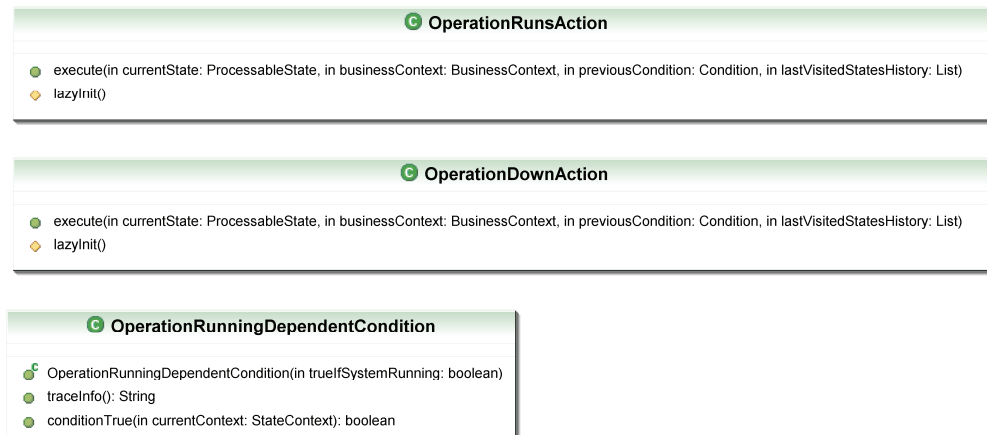 C OperationRunsAction
execute(in currentState: ProcessableState, in businessContext: BusinessContext, in previousCondition: Condition, in lastVisitedStatesHistory: List)
lazyInit()
C OperationDownAction
execute(in currentState: ProcessableState, in businessContext: BusinessContext, in previousCondition: Condition, in lastVisitedStatesHistory: List)
lazyInit()
C OperationRunningDependentCondition
C OperationRunningDependentCondition(in trueIfSystemRunning: boolean)
traceInfo(): String
conditionTrue(in currentContext: StateContext): boolean